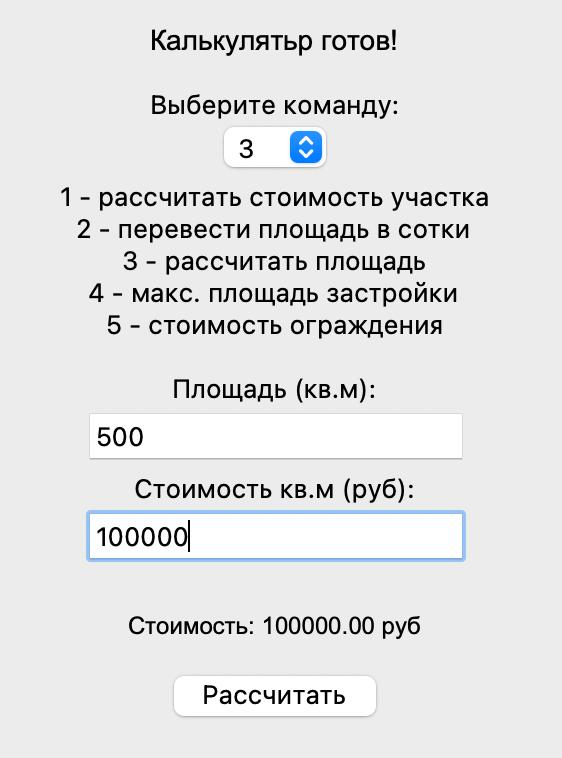 Калькулятьр готов!
Выберите команду:
3
1 - рассчитать стоимость участка
2 - перевести площадь в сотки
3 - рассчитать площадь
4 - макс. площадь застройки
5 - стоимость ограждения
Площадь (кв.м):
500
Стоимость кв.м (руб):
100000
Стоимость: 100000.00 руб
Рассчитать